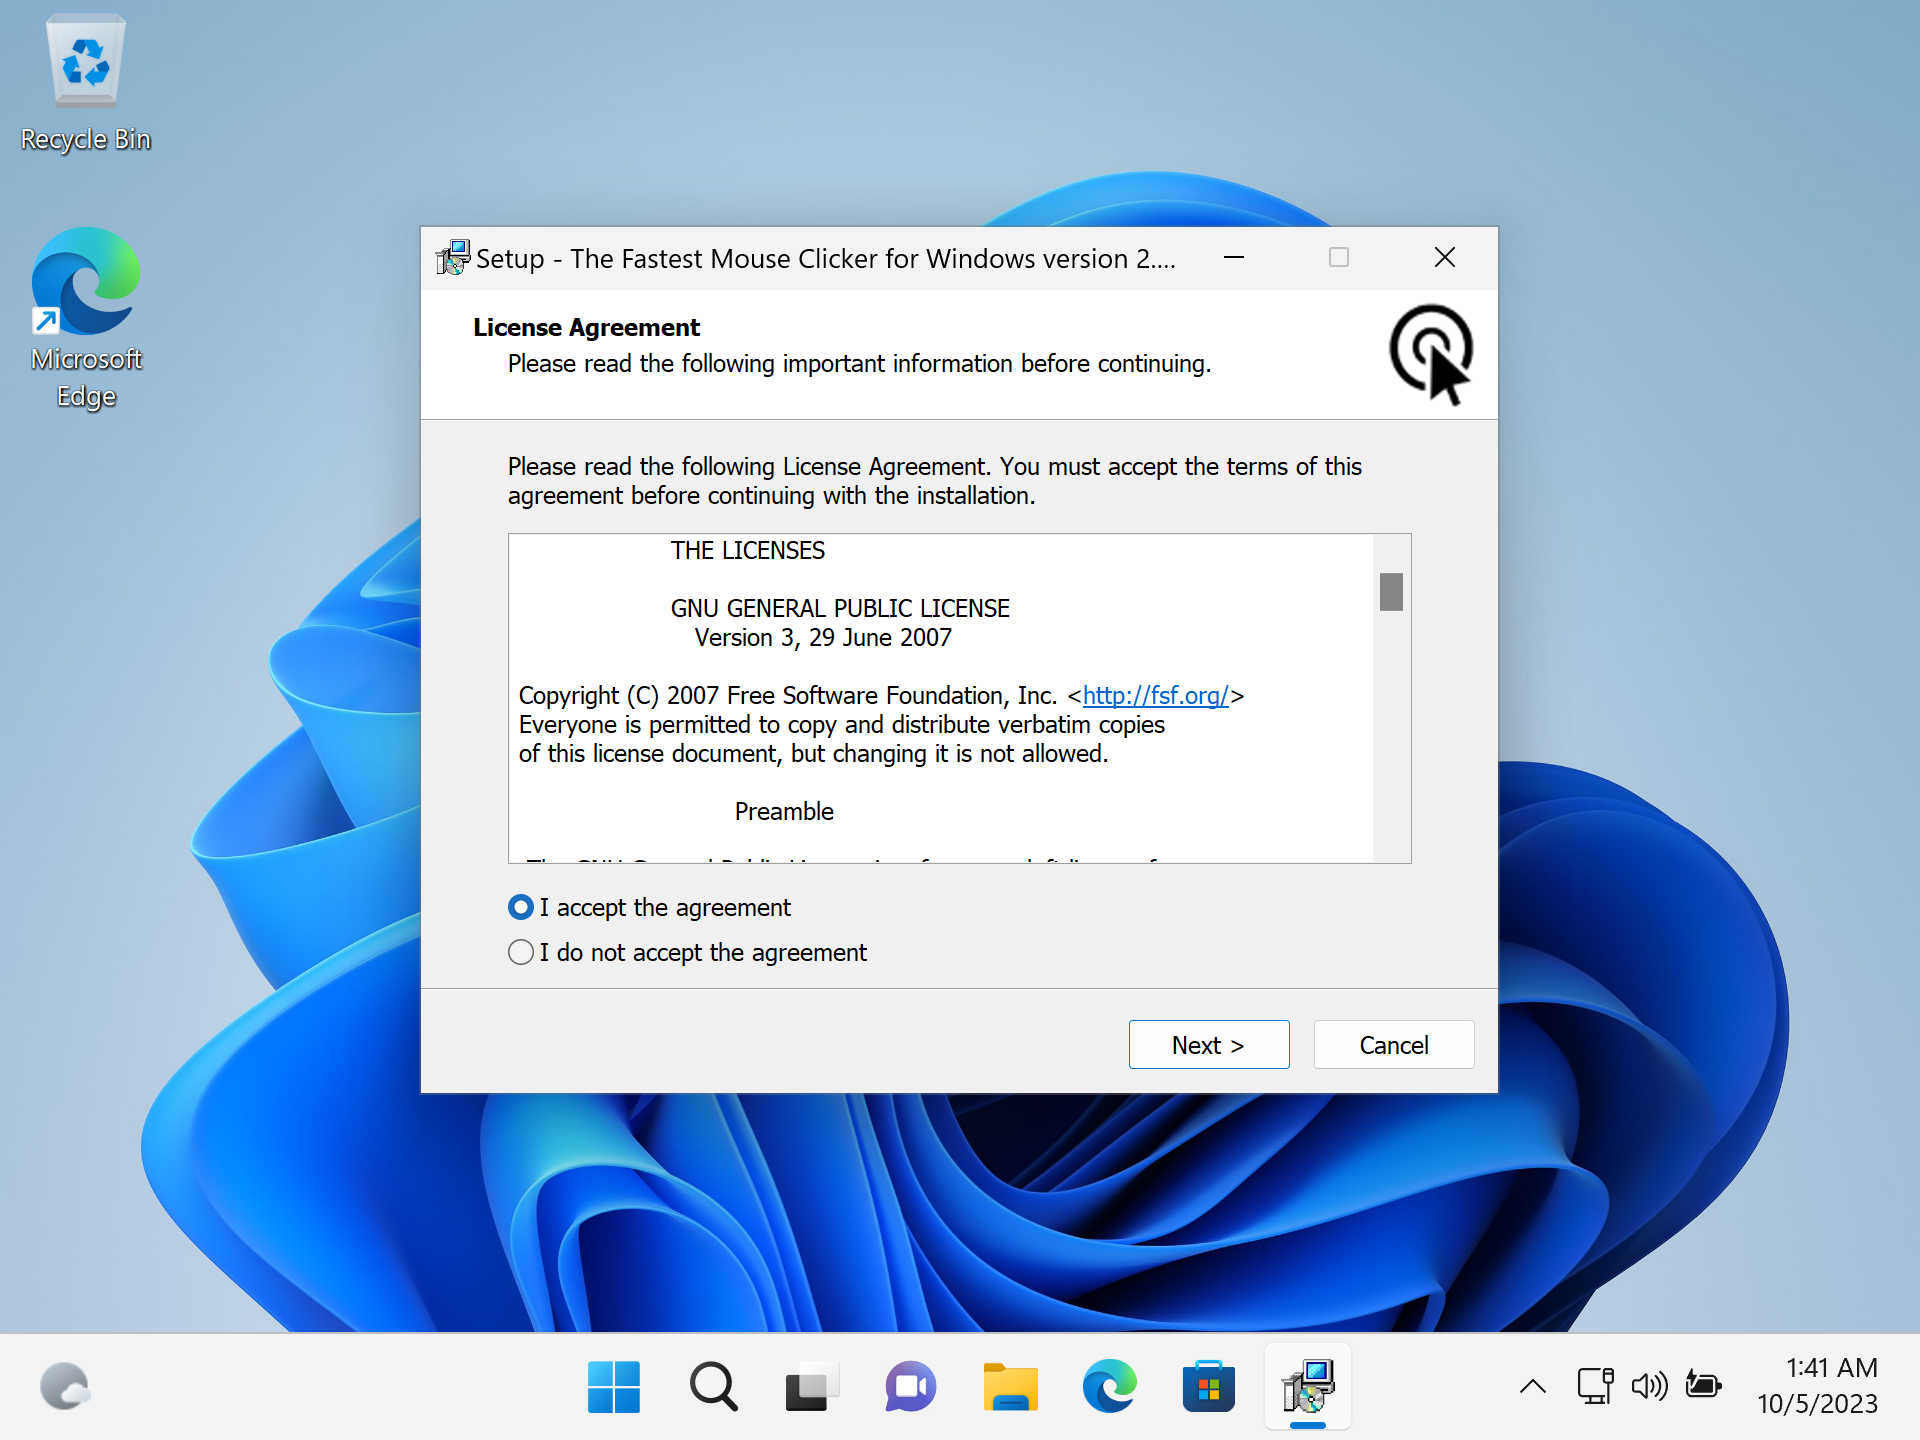 Recycle Bin
Microsoft
Edge
Setup - The Fastest Mouse Clicker for Windows version 2....
License Agreement
Please read the following important information before continuing.
Please read the following License Agreement. You must accept the terms of this
agreement before continuing with the installation.
THE LICENSES
GNU GENERAL PUBLIC LICENSE
Version 3, 29 June 2007
Copyright (C) 2007 Free Software Foundation, Inc. <http://fsf.org/>
Everyone is permitted to copy and distribute verbatim copies
of this license document, but changing it is not allowed.
Preamble
I accept the agreement
I do not accept the agreement
Next >
Cancel
1:41 AM
10/5/2023